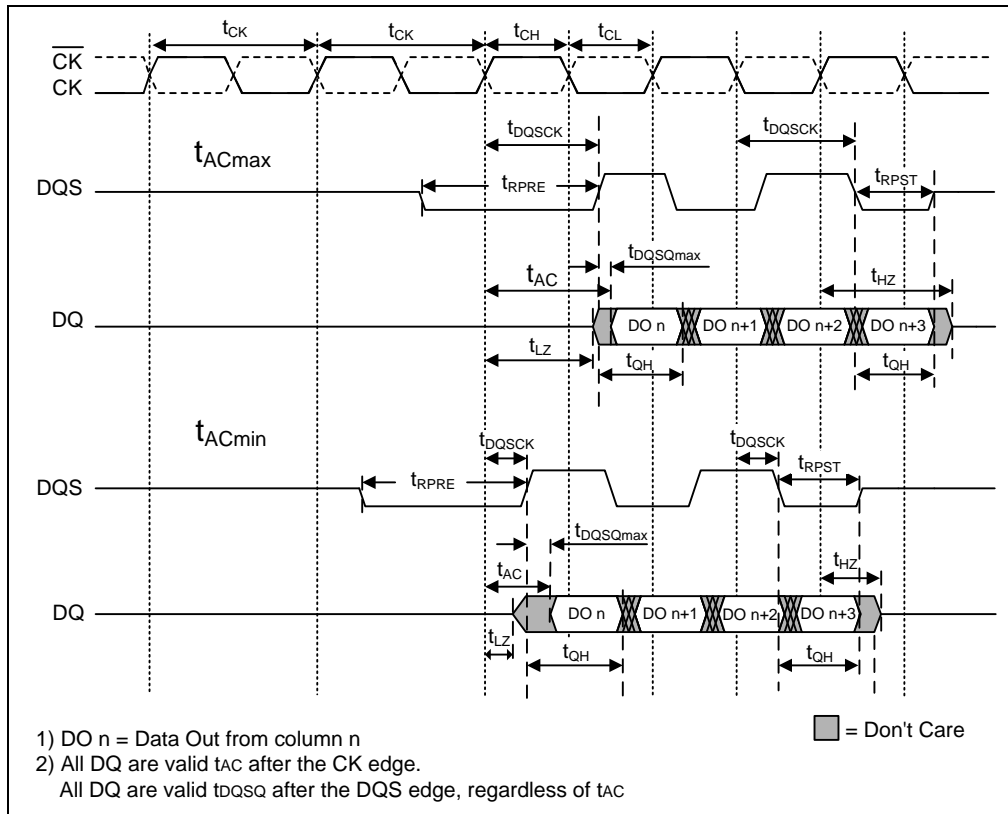 tCK tCK tCH tCL
CK
CK
tDQSCK tDQSCK
tACmax
DQS tRPRE tRPST
tDQSQmax
tAC tHZ
DQ DO n DO n+1 DO n+2 DO n+3
tLZ tQH tQH
tACmin
tDQSCK tDQSCK
DQS tRPRE tRPST
tDQSQmax
tAC tHZ
DQ DO n DO n+1 DO n+2 DO n+3
tLZ tQH tQH
1) DO n = Data Out from column n
= Don't Care
2) All DQ are valid tAC after the CK edge.
All DQ are valid tDQSQ after the DQS edge, regardless of tAC